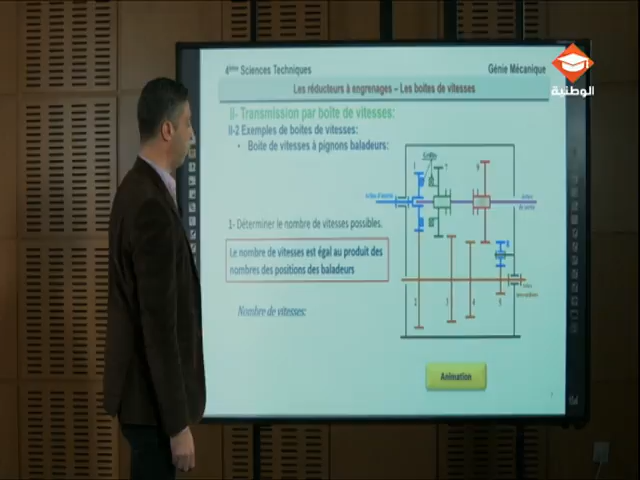 4ème Sciences Techniques
Génie Mécanique
Les réducteurs à engrenages – Les boites de vitesses
الوطنية
II- Transmission par boîte de vitesses:
II-2 Exemples de boites de vitesses:
• Boite de vitesses à pignons baladeurs:
1- Déterminer le nombre de vitesses possibles.
Le nombre de vitesses est égal au produit des
nombres des positions des baladeurs
Nombre de vitesses:
Animation